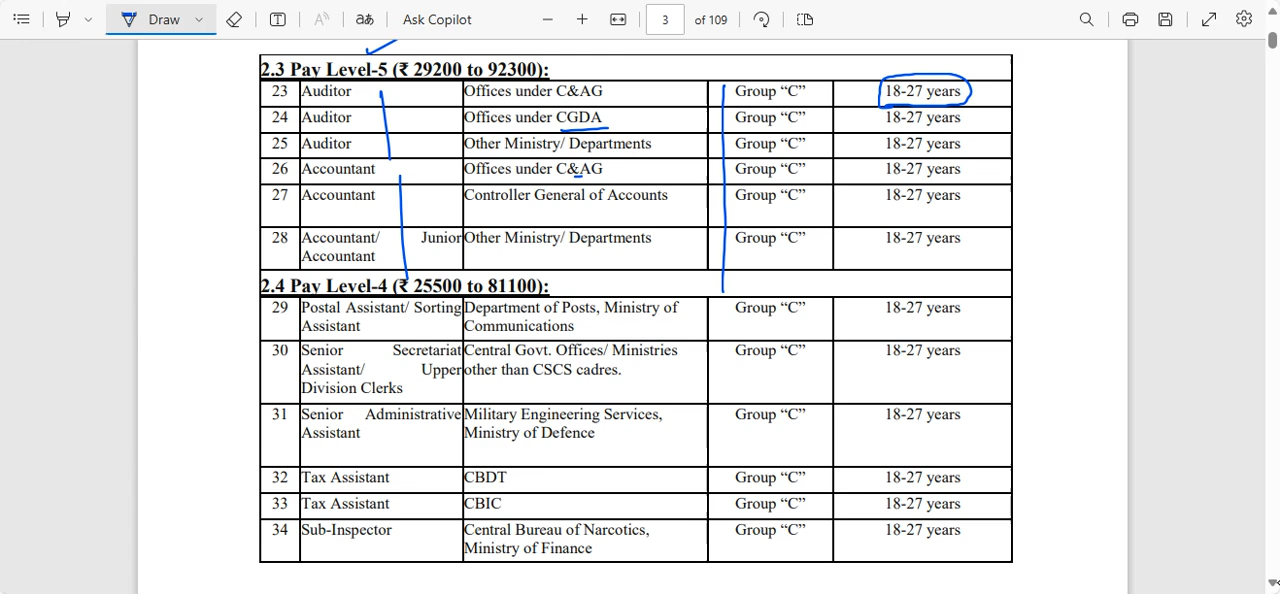 Draw
Ask Copilot
3 of 109
2.3 Pay Level-5 (₹ 29200 to 92300):
23 Auditor Offices under C&AG Group “C” 18-27 years
24 Auditor Offices under CGDA Group “C” 18-27 years
25 Auditor Other Ministry/ Departments Group “C” 18-27 years
26 Accountant Offices under C&AG Group “C” 18-27 years
27 Accountant Controller General of Accounts Group “C” 18-27 years
28 Accountant/ Junior Other Ministry/ Departments Group “C” 18-27 years
Accountant
2.4 Pay Level-4 (₹ 25500 to 81100):
29 Postal Assistant/ Sorting Department of Posts, Ministry of Group “C” 18-27 years
Assistant Communications
30 Senior Secretariat Central Govt. Offices/ Ministries Group “C” 18-27 years
Assistant/ Upper other than CSCS cadres.
Division Clerks
31 Senior Administrative Military Engineering Services, Group “C” 18-27 years
Assistant Ministry of Defence
32 Tax Assistant CBDT Group “C” 18-27 years
33 Tax Assistant CBIC Group “C” 18-27 years
34 Sub-Inspector Central Bureau of Narcotics, Group “C” 18-27 years
Ministry of Finance